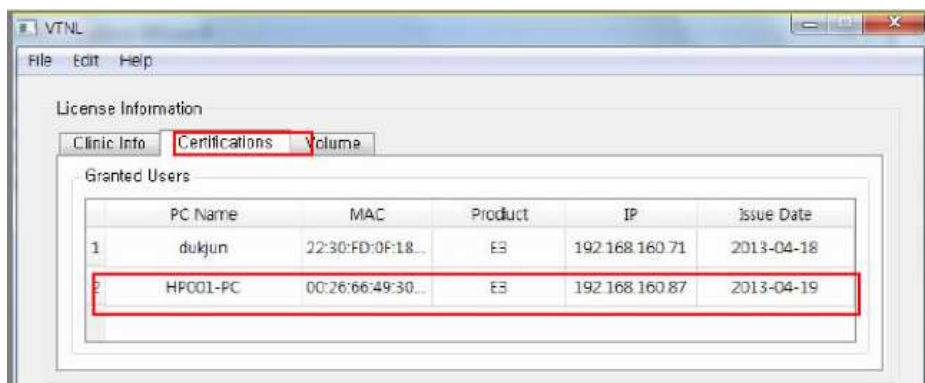 VTNL
File Edit Help
License Information
Clinic Info Certifications Volume
Granted Users
PC Name MAC Product IP Issue Date
1 dukjun 22:30:FD:0F:18... E3 192.168.160.71 2013-04-18
2 HP001-PC 00:26:66:49:30... E3 192.168.160.87 2013-04-19